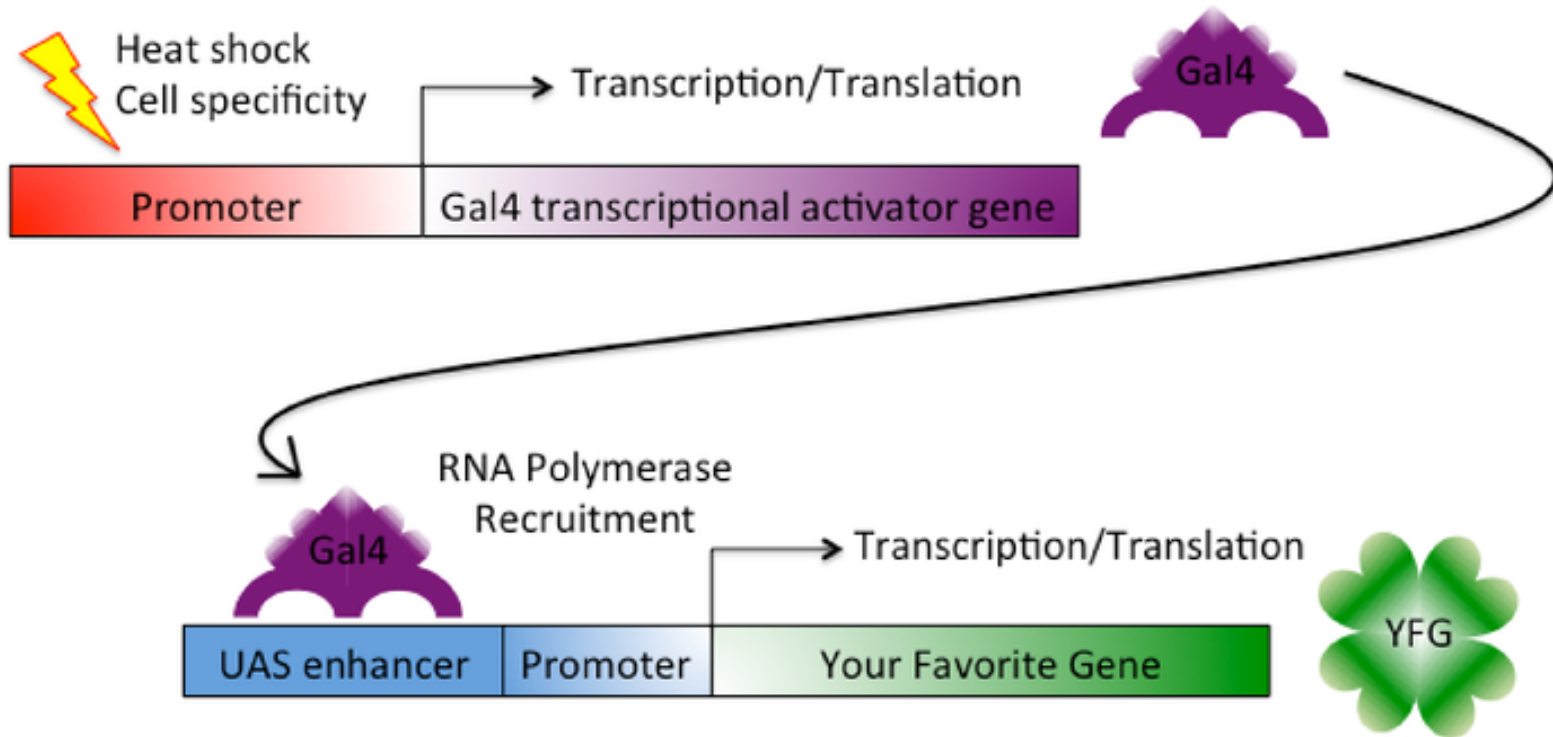 Heat shock
Cell specificity
Transcription/Translation
Gal4
Promoter
Gal4 transcriptional activator gene
RNA Polymerase
Recruitment
Gal4
Transcription/Translation
UAS enhancer
Promoter
Your Favorite Gene
YFG